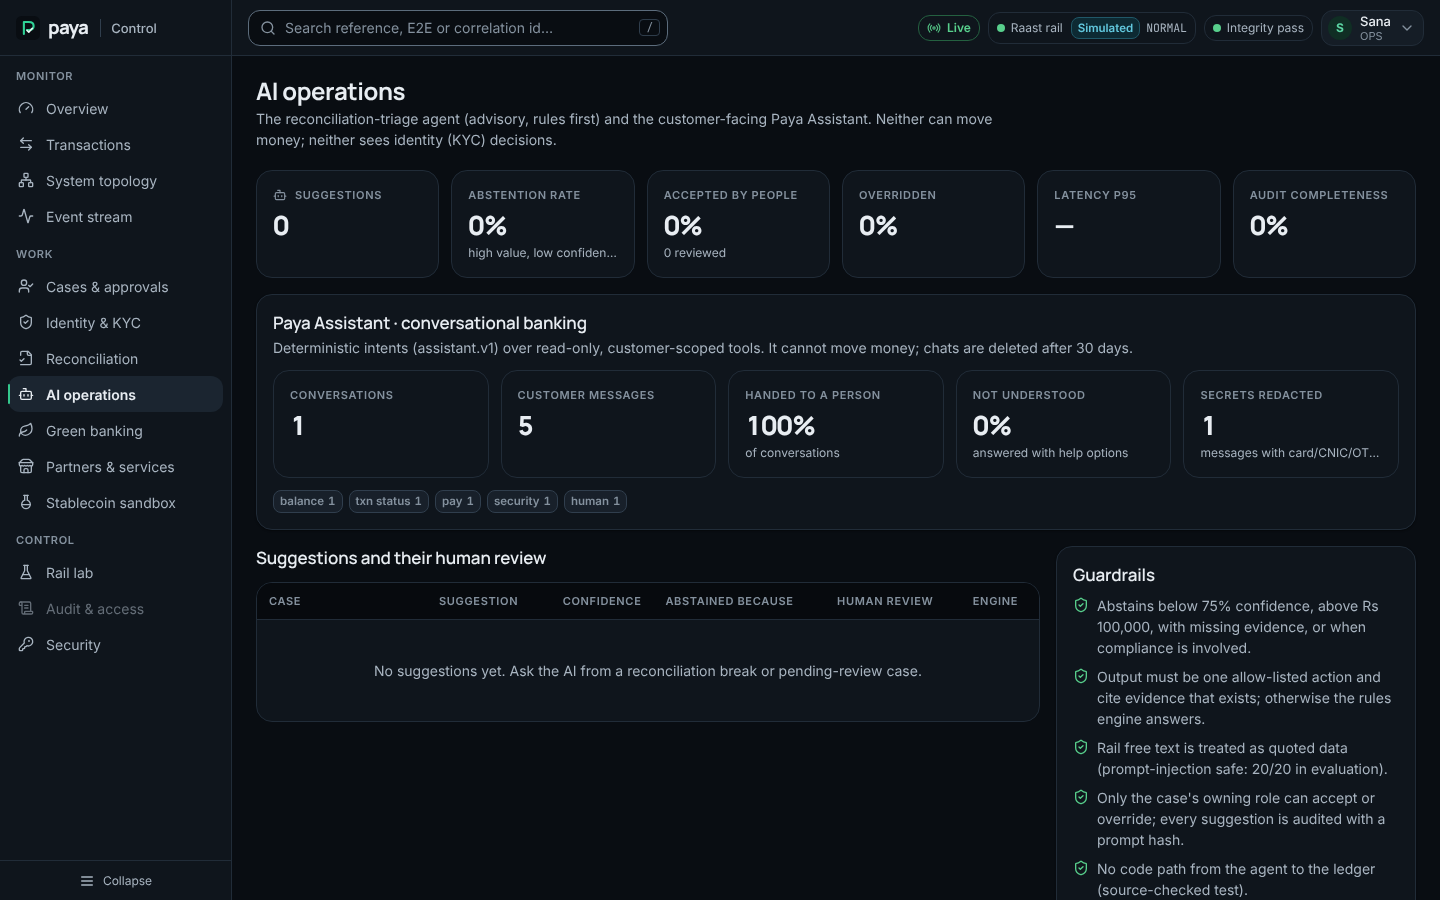 paya Control
Search reference, E2E or correlation id... /
Live
Raast rail Simulated NORMAL
Integrity pass
S Sana
OPS
MONITOR
Overview
Transactions
System topology
Event stream
WORK
Cases & approvals
Identity & KYC
Reconciliation
AI operations
Green banking
Partners & services
Stablecoin sandbox
CONTROL
Rail lab
Audit & access
Security
Collapse
AI operations
The reconciliation-triage agent (advisory, rules first) and the customer-facing Paya Assistant. Neither can move
money; neither sees identity (KYC) decisions.
SUGGESTIONS
0
ABSTENTION RATE
0%
high value, low confiden...
ACCEPTED BY PEOPLE
0%
0 reviewed
OVERRIDDEN
0%
LATENCY P95
—
AUDIT COMPLETENESS
0%
Paya Assistant · conversational banking
Deterministic intents (assistant.v1) over read-only, customer-scoped tools. It cannot move money; chats are deleted after 30 days.
CONVERSATIONS
1
CUSTOMER MESSAGES
5
HANDED TO A PERSON
100%
of conversations
NOT UNDERSTOOD
0%
answered with help options
SECRETS REDACTED
1
messages with card/CNIC/OT...
balance 1 txn status 1 pay 1 security 1 human 1
Suggestions and their human review
CASE SUGGESTION CONFIDENCE ABSTAINED BECAUSE HUMAN REVIEW ENGINE
No suggestions yet. Ask the AI from a reconciliation break or pending-review case.
Guardrails
Abstains below 75% confidence, above Rs
100,000, with missing evidence, or when
compliance is involved.
Output must be one allow-listed action and
cite evidence that exists; otherwise the rules
engine answers.
Rail free text is treated as quoted data
(prompt-injection safe: 20/20 in evaluation).
Only the case's owning role can accept or
override; every suggestion is audited with a
prompt hash.
No code path from the agent to the ledger
(source-checked test).